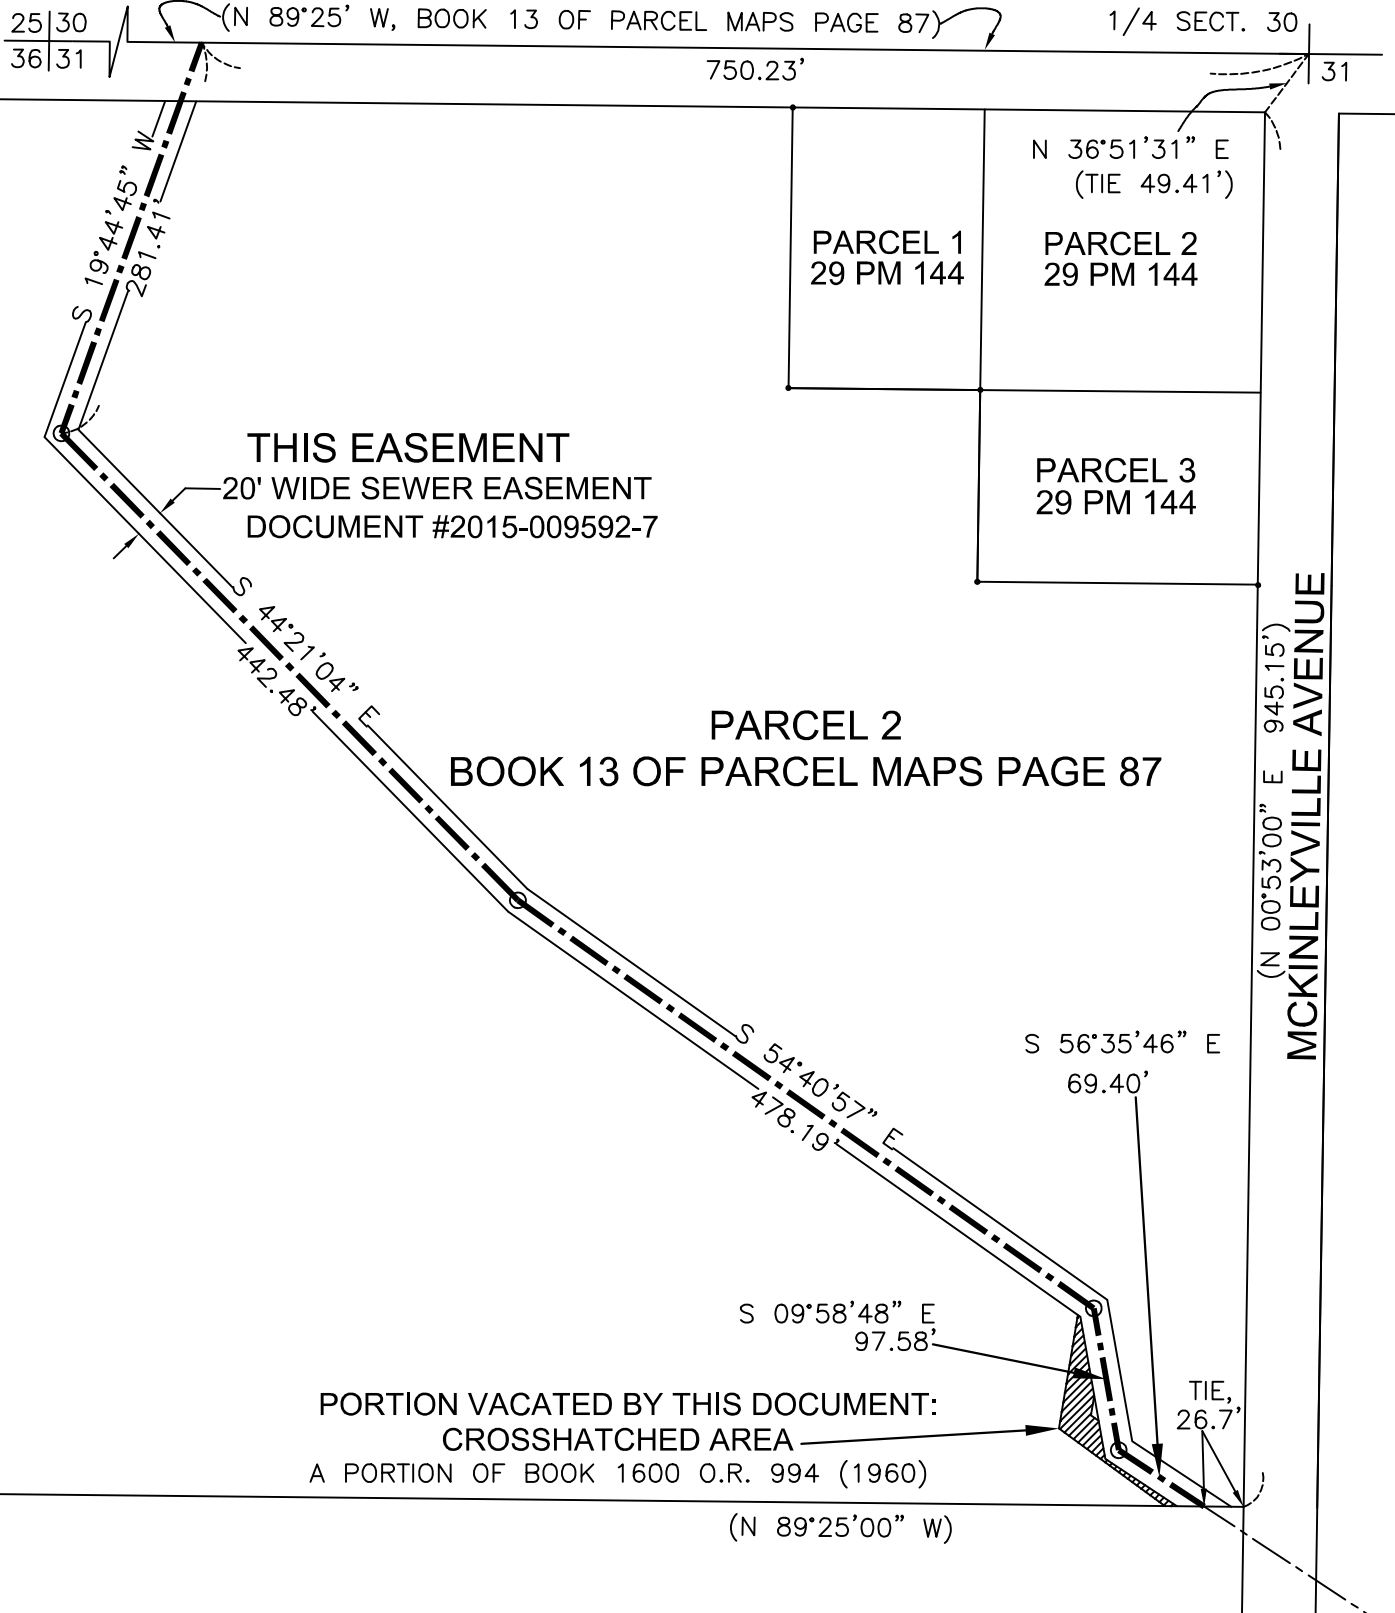 25|30
36|31
(N 89°25' W, BOOK 13 OF PARCEL MAPS PAGE 87)
1/4 SECT. 30
31
750.23'
N 36°51'31" E
(TIE 49.41')
S 19°44'45" W
281.41'
PARCEL 1
29 PM 144
PARCEL 2
29 PM 144
PARCEL 3
29 PM 144
THIS EASEMENT
20' WIDE SEWER EASEMENT
DOCUMENT #2015-009592-7
S 44°21'04" E
442.48'
PARCEL 2
BOOK 13 OF PARCEL MAPS PAGE 87
(N 00°53'00" E 945.15')
MCKINLEYVILLE AVENUE
S 54°40'57" E
478.19'
S 56°35'46" E
69.40'
S 09°58'48" E
97.58'
TIE,
26.7'
PORTION VACATED BY THIS DOCUMENT:
CROSSHATCHED AREA
A PORTION OF BOOK 1600 O.R. 994 (1960)
(N 89°25'00" W)